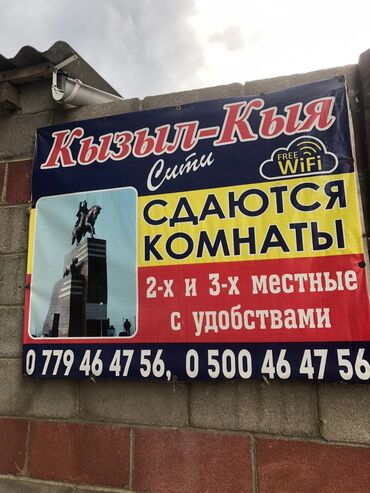 Кызыл-Кыя
Сити
FREE
WiFi
СДАЮТСЯ
КОМНАТЫ
2-х и 3-х местные
с удобствами
0 779 46 47 56, 0 500 46 47 56